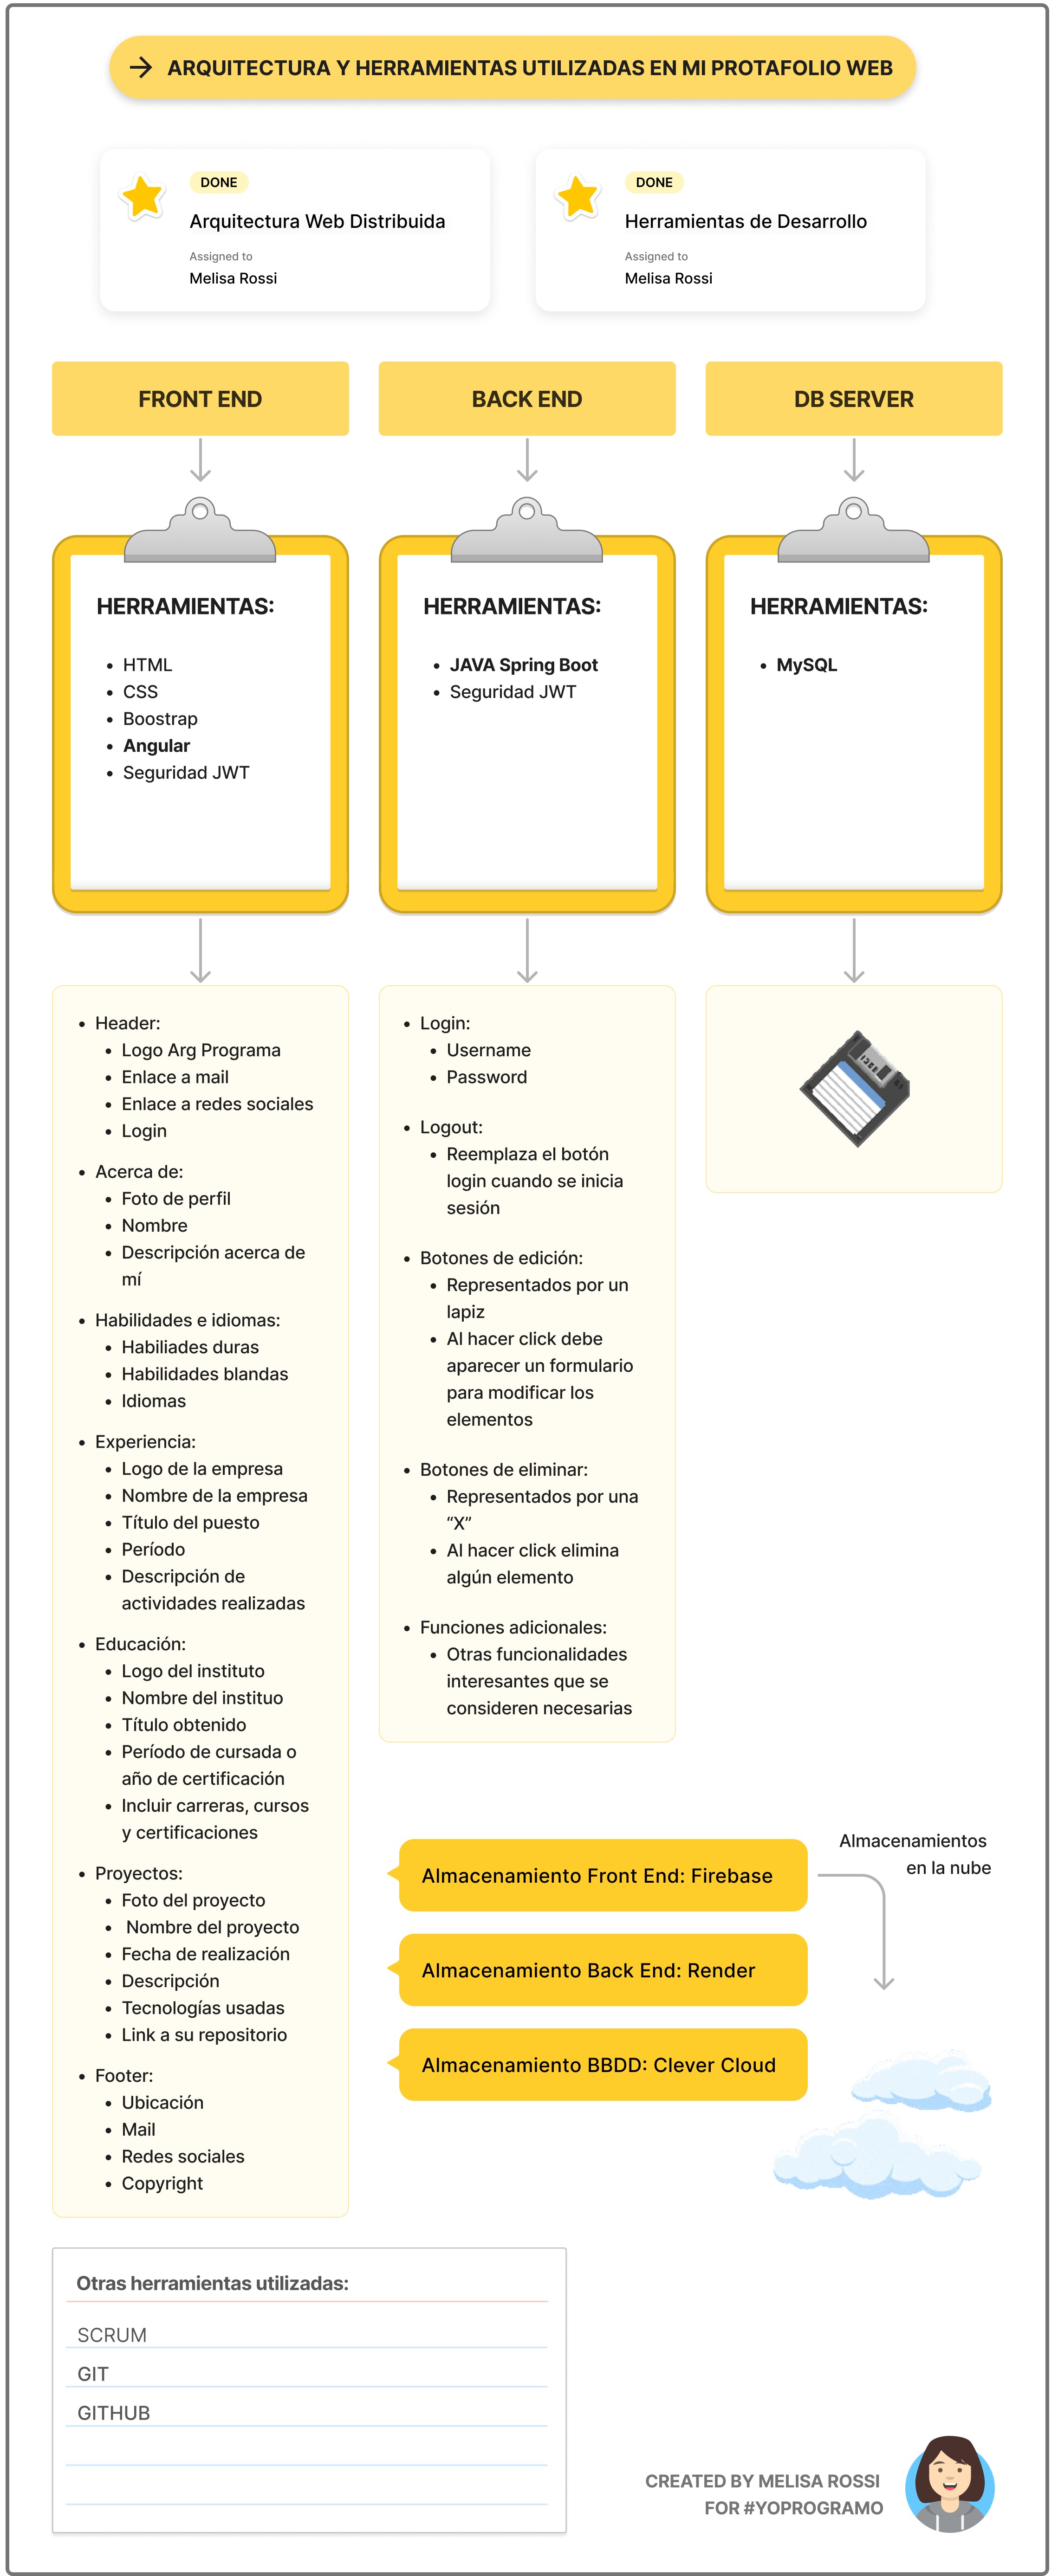 → ARQUITECTURA Y HERRAMIENTAS UTILIZADAS EN MI PROTAFOLIO WEB
DONE
Arquitectura Web Distribuida
Assigned to
Melisa Rossi
DONE
Herramientas de Desarrollo
Assigned to
Melisa Rossi
FRONT END
HERRAMIENTAS:
• HTML
• CSS
• Boostrap
• Angular
• Seguridad JWT
• Header:
• Logo Arg Programa
• Enlace a mail
• Enlace a redes sociales
• Login
• Acerca de:
• Foto de perfil
• Nombre
• Descripción acerca de
mí
• Habilidades e idiomas:
• Habiliades duras
• Habilidades blandas
• Idiomas
• Experiencia:
• Logo de la empresa
• Nombre de la empresa
• Título del puesto
• Período
• Descripción de
actividades realizadas
• Educación:
• Logo del instituto
• Nombre del instituo
• Título obtenido
• Período de cursada o
año de certificación
• Incluir carreras, cursos
y certificaciones
• Proyectos:
• Foto del proyecto
• Nombre del proyecto
• Fecha de realización
• Descripción
• Tecnologías usadas
• Link a su repositorio
• Footer:
• Ubicación
• Mail
• Redes sociales
• Copyright
BACK END
HERRAMIENTAS:
• JAVA Spring Boot
• Seguridad JWT
• Login:
• Username
• Password
• Logout:
• Reemplaza el botón
login cuando se inicia
sesión
• Botones de edición:
• Representados por un
lapiz
• Al hacer click debe
aparecer un formulario
para modificar los
elementos
• Botones de eliminar:
• Representados por una
“X”
• Al hacer click elimina
algún elemento
• Funciones adicionales:
• Otras funcionalidades
interesantes que se
consideren necesarias
DB SERVER
HERRAMIENTAS:
• MySQL
Almacenamiento Front End: Firebase
Almacenamiento Back End: Render
Almacenamiento BBDD: Clever Cloud
Almacenamientos
en la nube
Otras herramientas utilizadas:
SCRUM
GIT
GITHUB
CREATED BY MELISA ROSSI
FOR #YOPROGRAMO